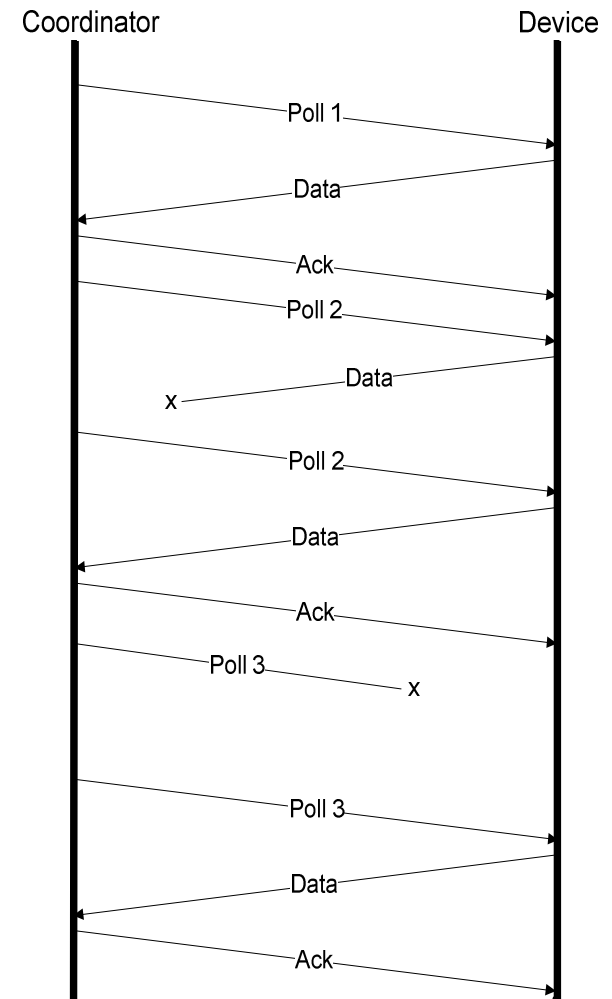 Coordinator Device
Poll 1
Data
Ack
Poll 2
Data
x
Poll 2
Data
Ack
Poll 3
x
Poll 3
Data
Ack